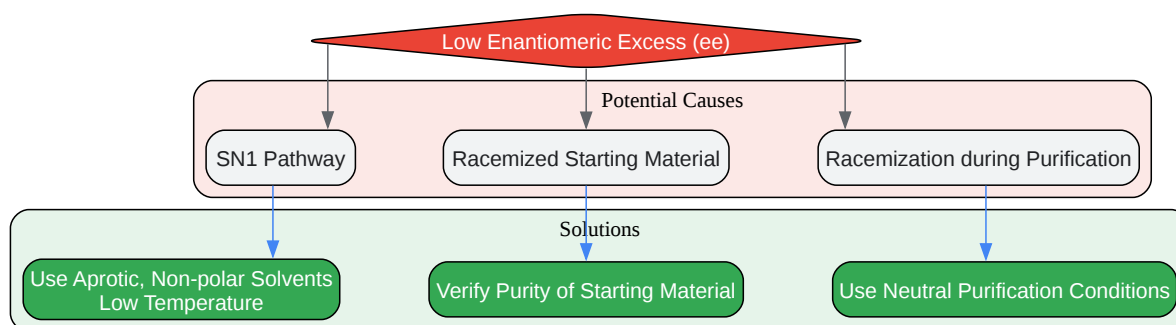 Low Enantiomeric Excess (ee)
Potential Causes
SN1 Pathway
Racemized Starting Material
Racemization during Purification
Solutions
Use Aprotic, Non-polar Solvents
Low Temperature
Verify Purity of Starting Material
Use Neutral Purification Conditions